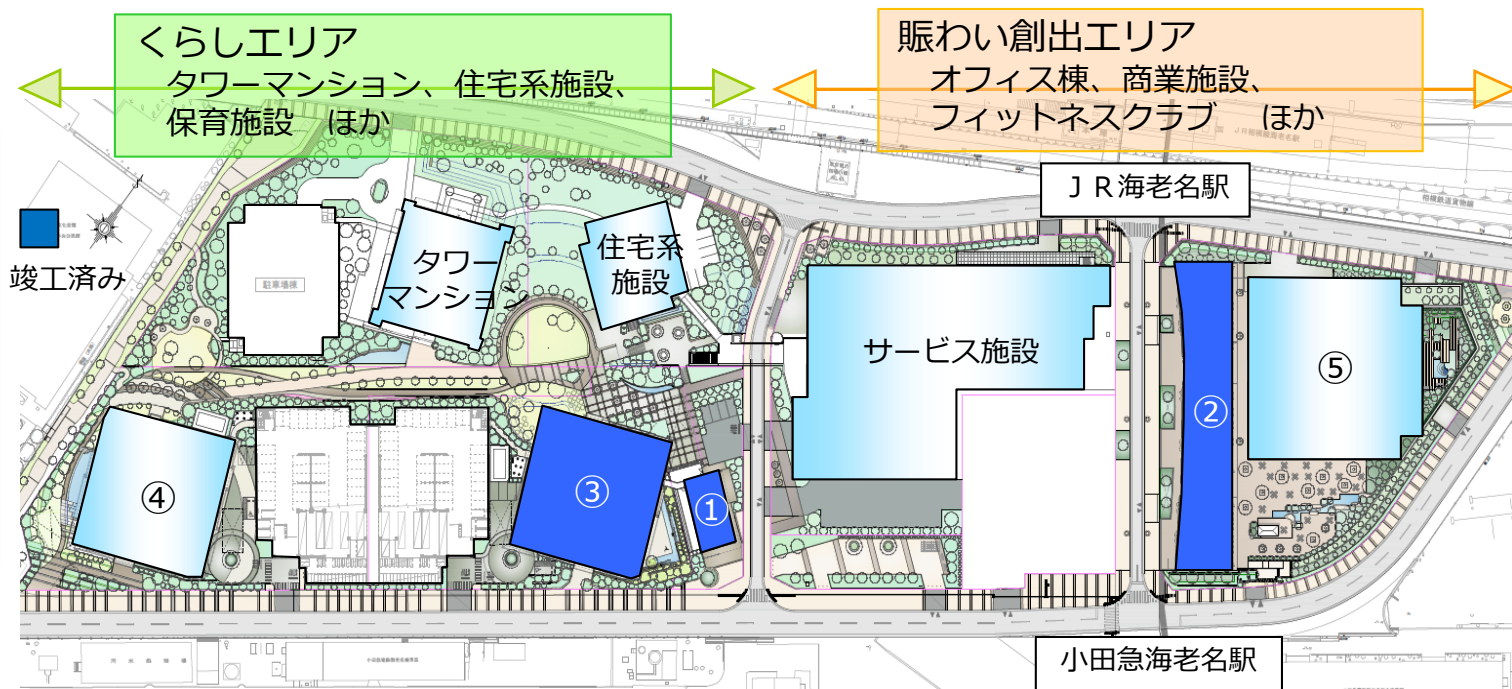 くらしエリア
タワーマンション、住宅系施設、
保育施設　ほか
賑わい創出エリア
オフィス棟、商業施設、
フィットネスクラブ　ほか
ＪＲ海老名駅
竣工済み
駐車場棟
タワー
マンション
住宅系
施設
サービス施設
②
⑤
④
③
①
小田急海老名駅